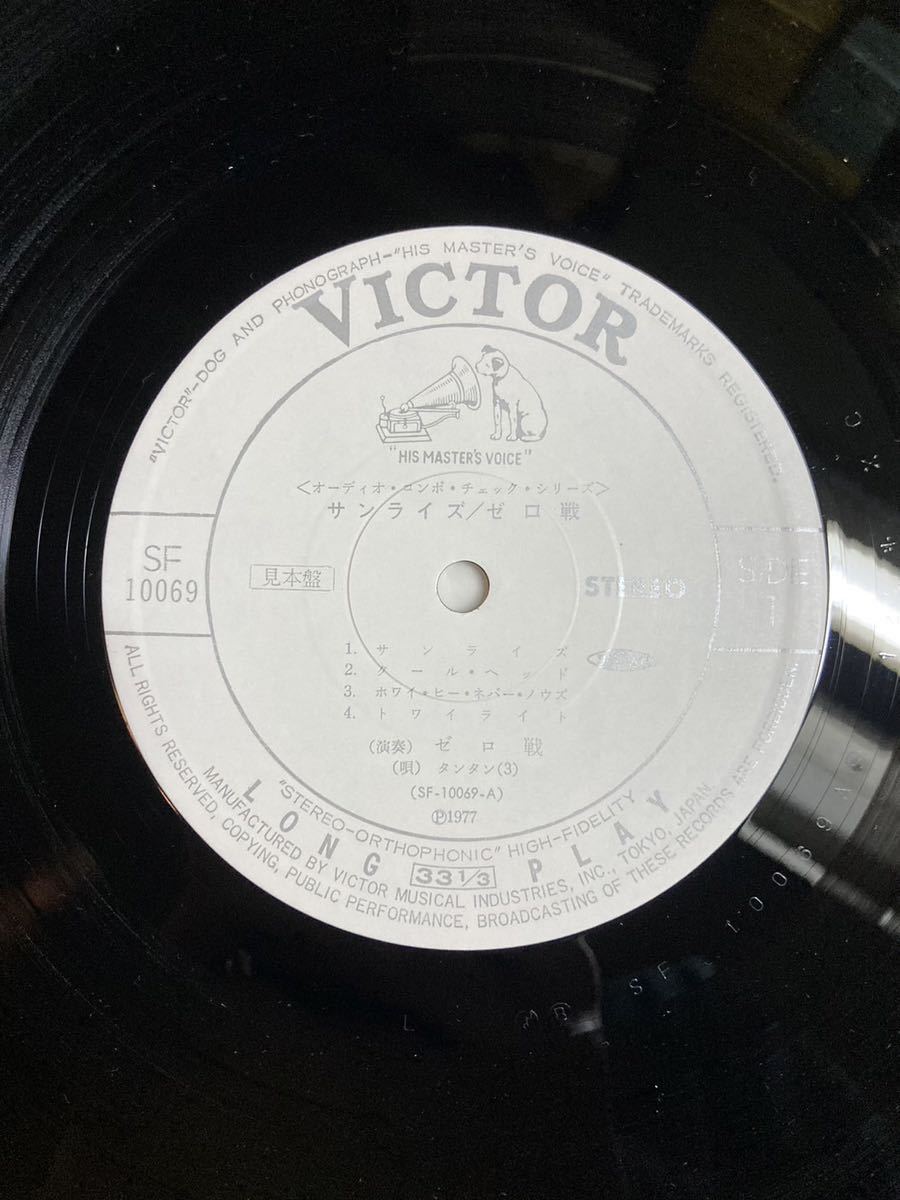 "VICTOR"-DOG AND PHONOGRAPH-"HIS MASTER'S VOICE" TRADEMARKS REGISTERED.
VICTOR
"HIS MASTER'S VOICE"
<オーディオ・コンポ・チェック・シリーズ>
サンライズ/ゼロ戦
SF
10069
見本盤
STEREO
SIDE
1
1. サンライズ
2. クール・ヘッド
3. ホワイ・ヒー・ネバー・ノウズ
4. トワイライト
(演奏) ゼロ戦
(唄) タンタン(3)
(SF-10069-A)
Ⓟ1977
"STEREO-ORTHOPHONIC" HIGH-FIDELITY
LONG 33 1/3 PLAY
MANUFACTURED BY VICTOR MUSICAL INDUSTRIES, INC., TOKYO, JAPAN.
ALL RIGHTS RESERVED, COPYING, PUBLIC PERFORMANCE, BROADCASTING OF THESE RECORDS ARE FORBIDDEN.
SF 10069A